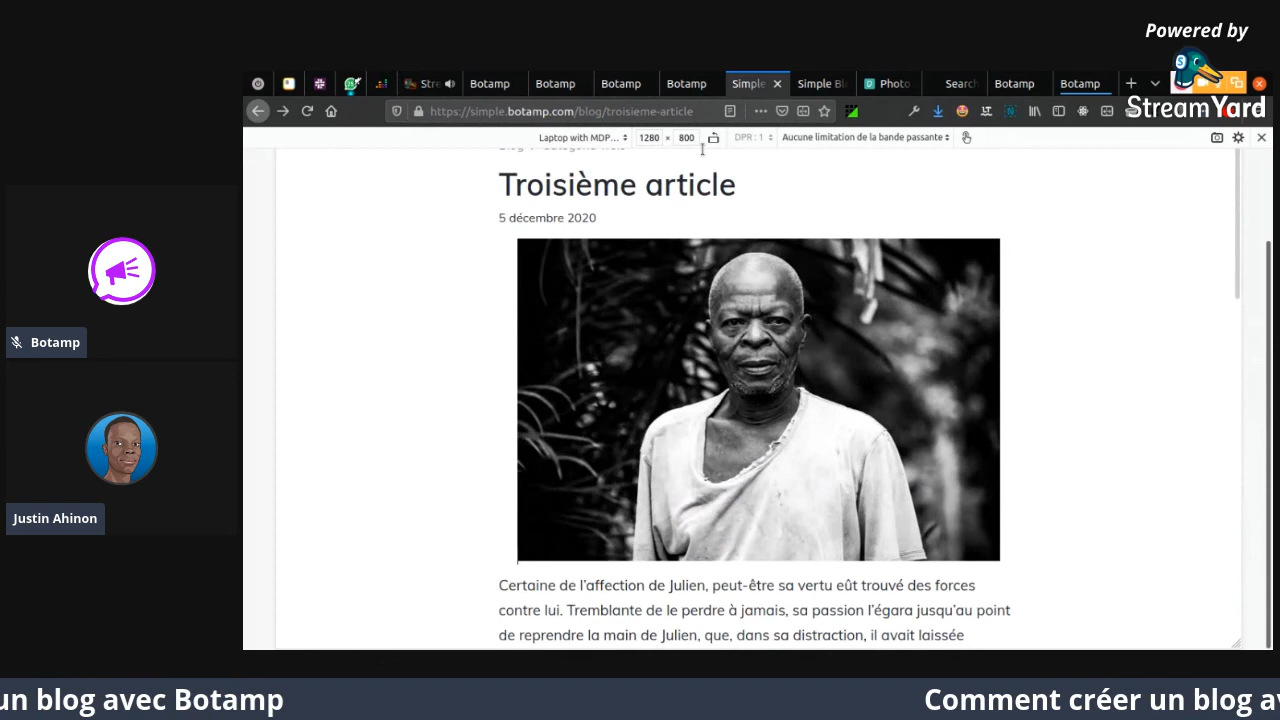 Powered by
StreamYard
Stre
Botamp
Botamp
Botamp
Botamp
Simple
Simple Bl
Photo
Search
Botamp
Botamp
https://simple.botamp.com/blog/troisieme-article
Laptop with MDP...
1280 × 800
DPR : 1
Aucune limitation de la bande passante
Troisième article
5 décembre 2020
Certaine de l'affection de Julien, peut-être sa vertu eût trouvé des forces
contre lui. Tremblante de le perdre à jamais, sa passion l'égara jusqu'au point
de reprendre la main de Julien, que, dans sa distraction, il avait laissée
Botamp
Justin Ahinon
un blog avec Botamp
Comment créer un blog av